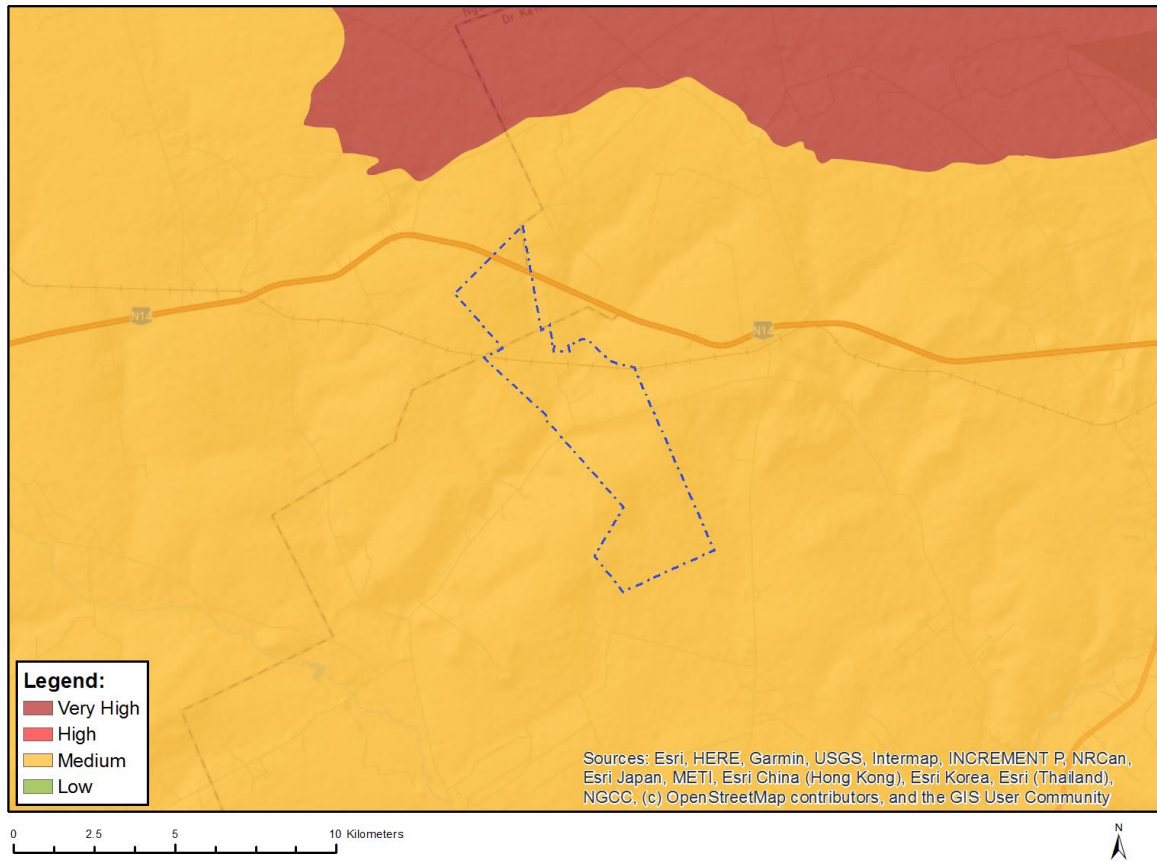 N14
N14
Legend:
Very High
High
Medium
Low
Sources: Esri, HERE, Garmin, USGS, Intermap, INCREMENT P, NRCan,
Esri Japan, METI, Esri China (Hong Kong), Esri Korea, Esri (Thailand),
NGCC, (c) OpenStreetMap contributors, and the GIS User Community
0 2.5 5 10 Kilometers
N